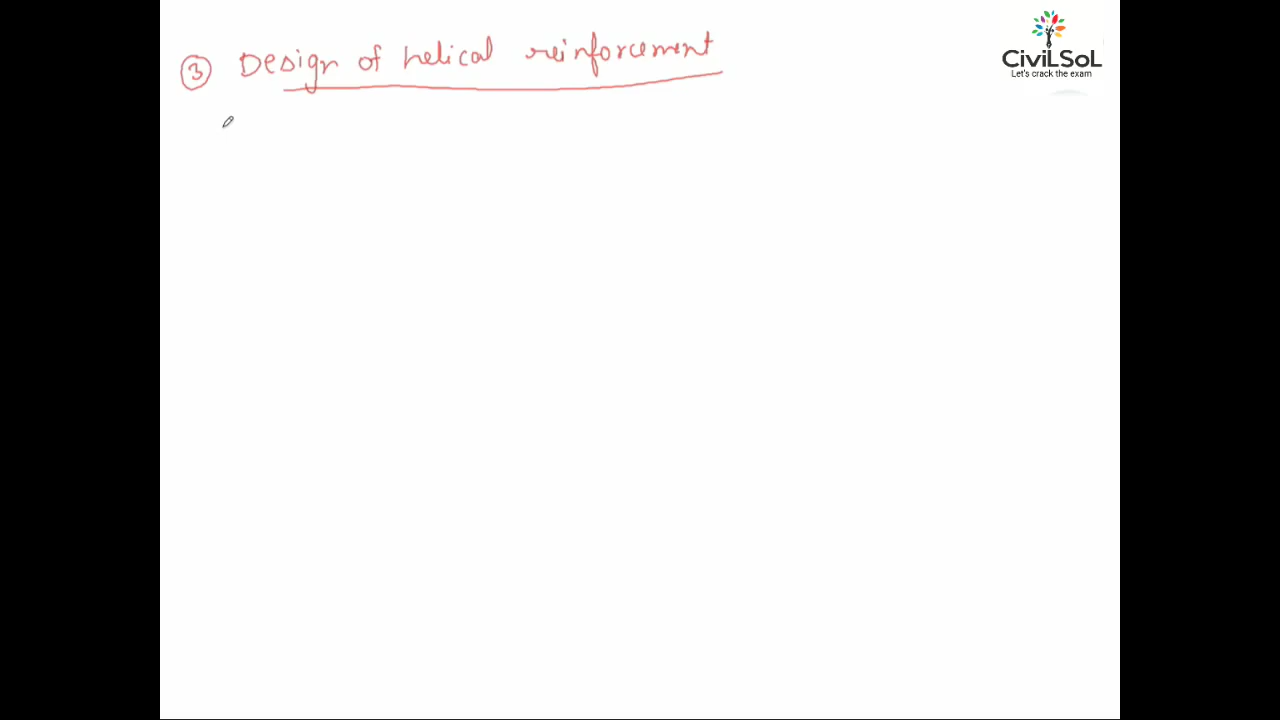 ③ Design of helical reinforcement
CiviLSoL
Let's crack the exam